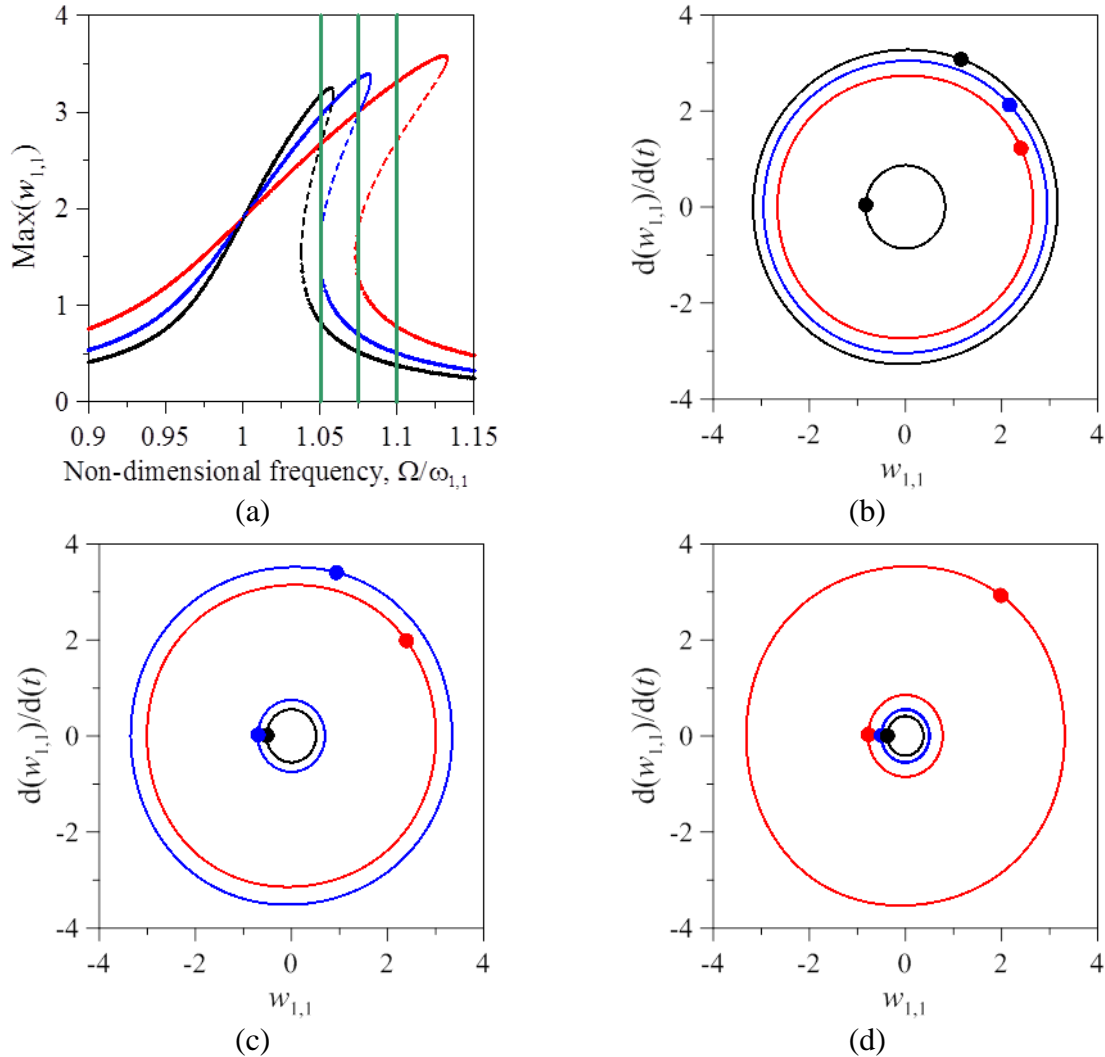 4
3
2
1
0
Max(w1,1)
0.9 0.95 1 1.05 1.1 1.15
Non-dimensional frequency, Ω/ω1,1
(a)
4
2
0
-2
-4
d(w1,1)/d(t)
-4 -2 0 2 4
w1,1
(b)
4
2
0
-2
-4
d(w1,1)/d(t)
-4 -2 0 2 4
w1,1
(c)
4
2
0
-2
-4
d(w1,1)/d(t)
-4 -2 0 2 4
w1,1
(d)